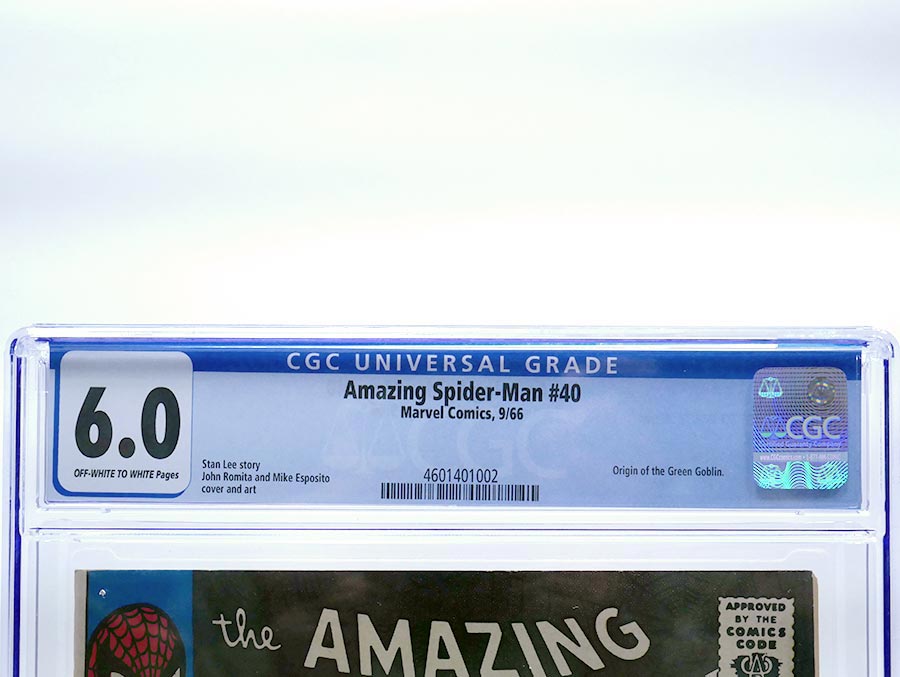 CGC UNIVERSAL GRADE
6.0
OFF-WHITE TO WHITE Pages
Amazing Spider-Man #40
Marvel Comics, 9/66
Stan Lee story
John Romita and Mike Esposito
cover and art
4601401002
Origin of the Green Goblin.
CGC
the AMAZING
APPROVED
BY THE
COMICS
CODE